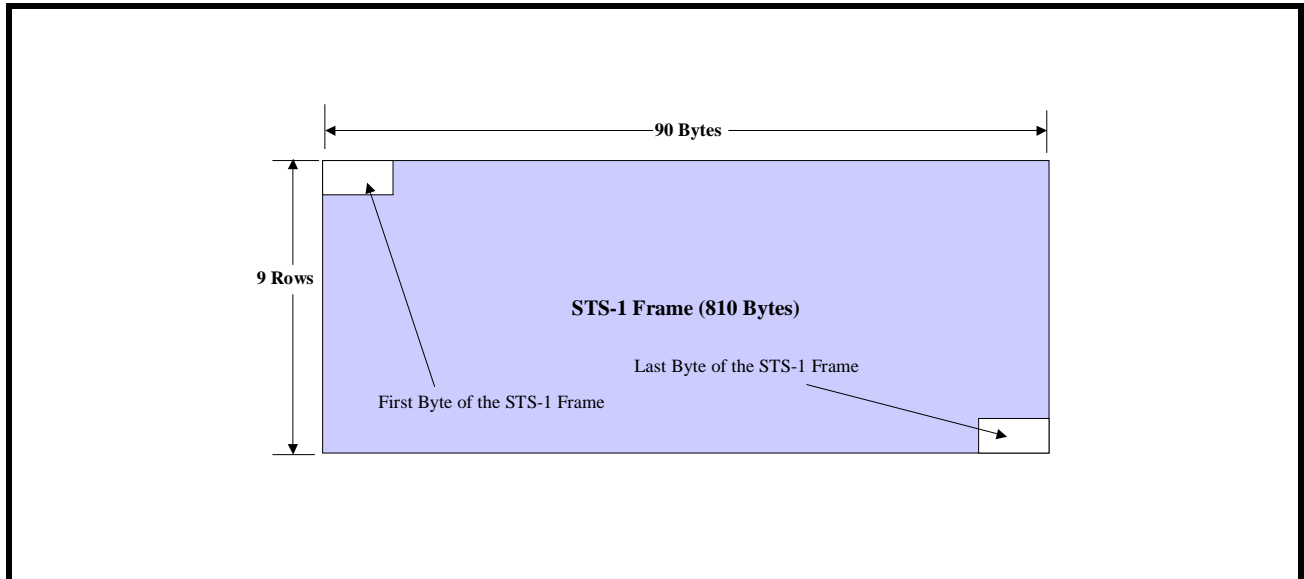 90 Bytes
9 Rows
STS-1 Frame (810 Bytes)
Last Byte of the STS-1 Frame
First Byte of the STS-1 Frame